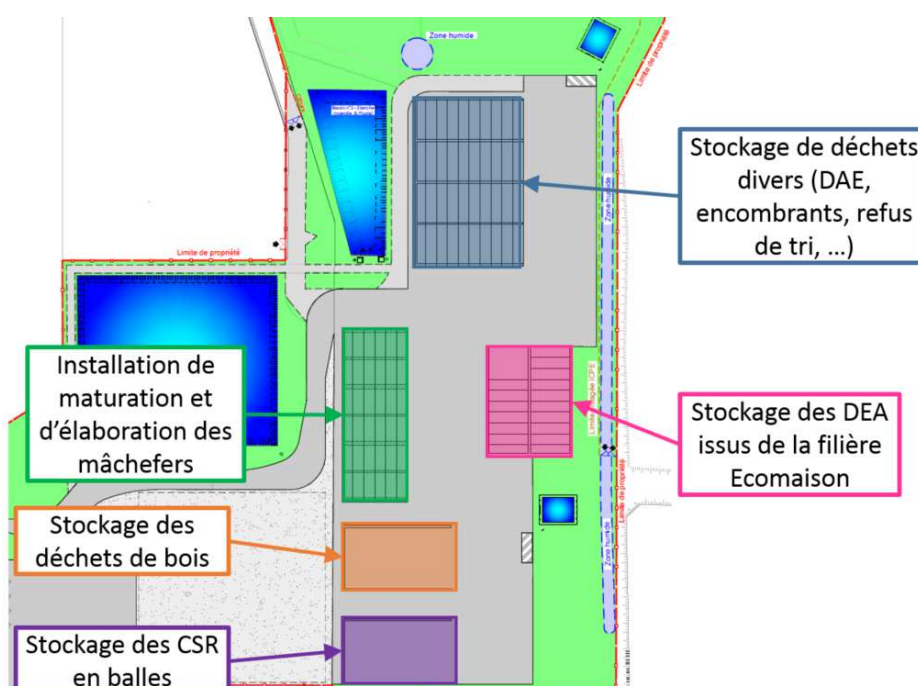 Zone humide
Limite de propriété
Stockage de déchets
divers (DAE,
encombrants, refus
de tri, ...)
Zone humide
Limite de propriété
Installation de
maturation et
d'élaboration des
mâchefers
Stockage des DEA
issus de la filière
Ecomaison
Limite de propriété
Stockage des
déchets de bois
Zone humide
Stockage des CSR
en balles